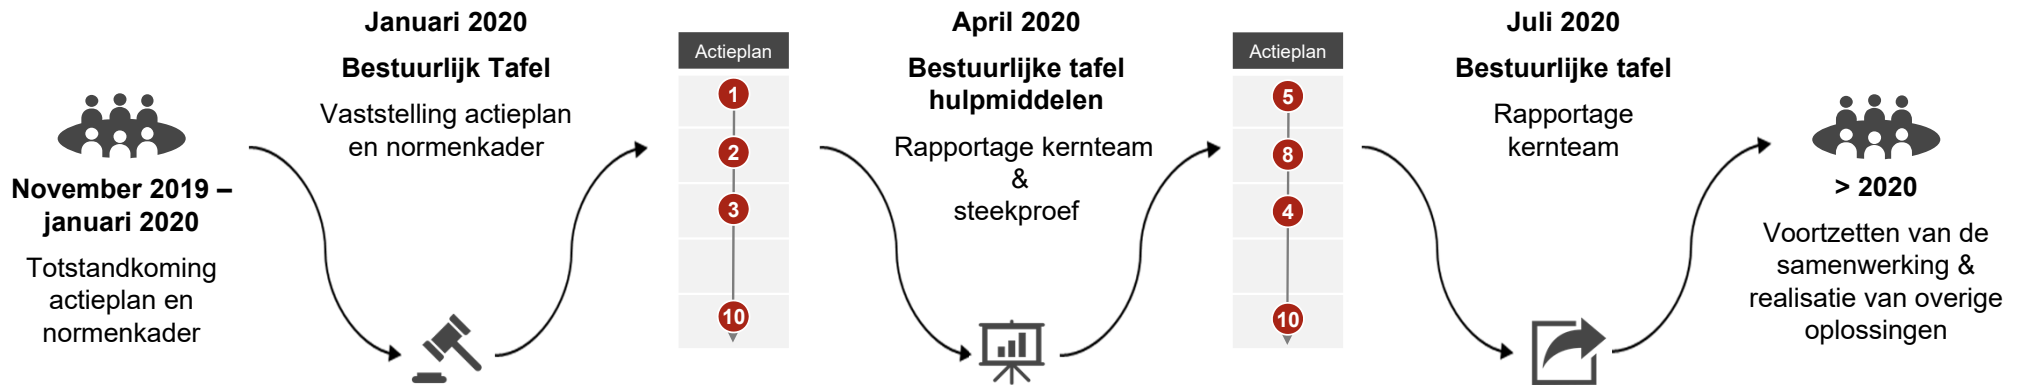 November 2019 –
januari 2020
Totstandkoming
actieplan en
normenkader
Januari 2020
Bestuurlijk Tafel
Vaststelling actieplan
en normenkader
Actieplan
1
2
3
10
April 2020
Bestuurlijke tafel
hulpmiddelen
Rapportage kernteam
&
steekproef
Actieplan
5
8
4
10
Juli 2020
Bestuurlijke tafel
Rapportage
kernteam
> 2020
Voortzetten van de
samenwerking &
realisatie van overige
oplossingen